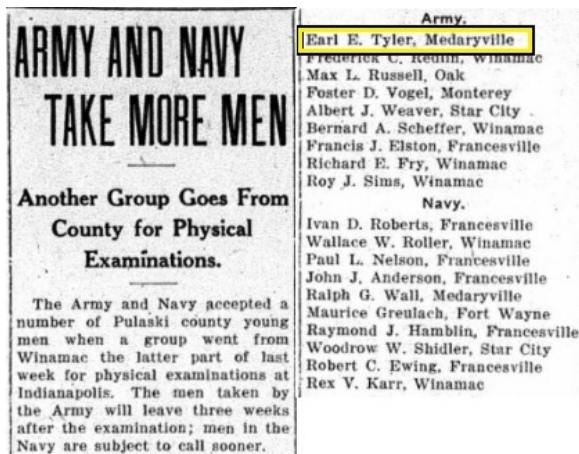 ARMY AND NAVY
TAKE MORE MEN
Another Group Goes From
County for Physical
Examinations.
The Army and Navy accepted a
number of Pulaski county young
men when a group went from
Winamac the latter part of last
week for physical examinations at
Indianapolis. The men taken by
the Army will leave three weeks
after the examination; men in the
Navy are subject to call sooner.
Army.
Earl E. Tyler, Medaryville
Frederick C. Redlin, Winamac
Max L. Russell, Oak
Foster D. Vogel, Monterey
Albert J. Weaver, Star City
Bernard A. Scheffer, Winamac
Francis J. Elston, Francesville
Richard E. Fry, Winamac
Roy J. Sims, Winamac
Navy.
Ivan D. Roberts, Francesville
Wallace W. Roller, Winamac
Paul L. Nelson, Francesville
John J. Anderson, Francesville
Ralph G. Wall, Medaryville
Maurice Greulach, Fort Wayne
Raymond J. Hamblin, Francesville
Woodrow W. Shidler, Star City
Robert C. Ewing, Francesville
Rex V. Karr, Winamac